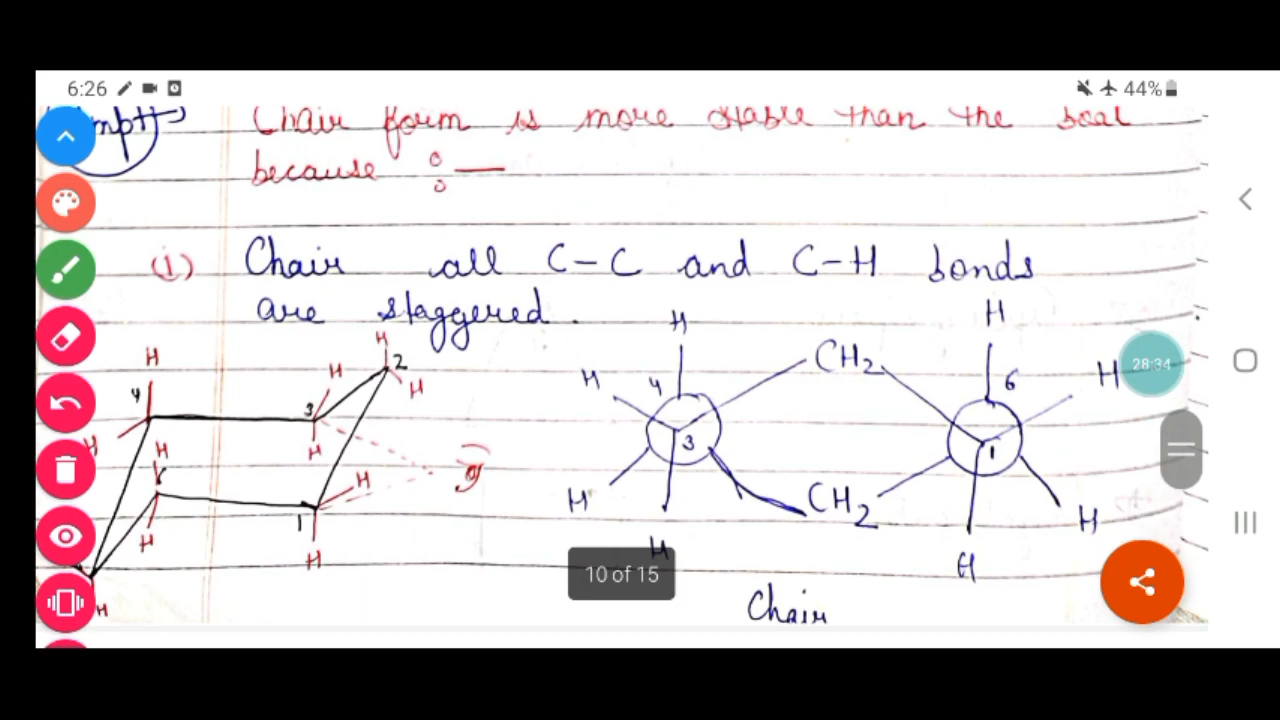 6:26 44%
Impt
Chair form is more stable than the boat
because :—
(i) Chair all C-C and C-H bonds
are staggered.
H H
H 2 H CH2 6 H
H H 4 28:34
4 3
H H H 3 1
H 1 H H CH2 H
H H H H
10 of 15
H
Chair